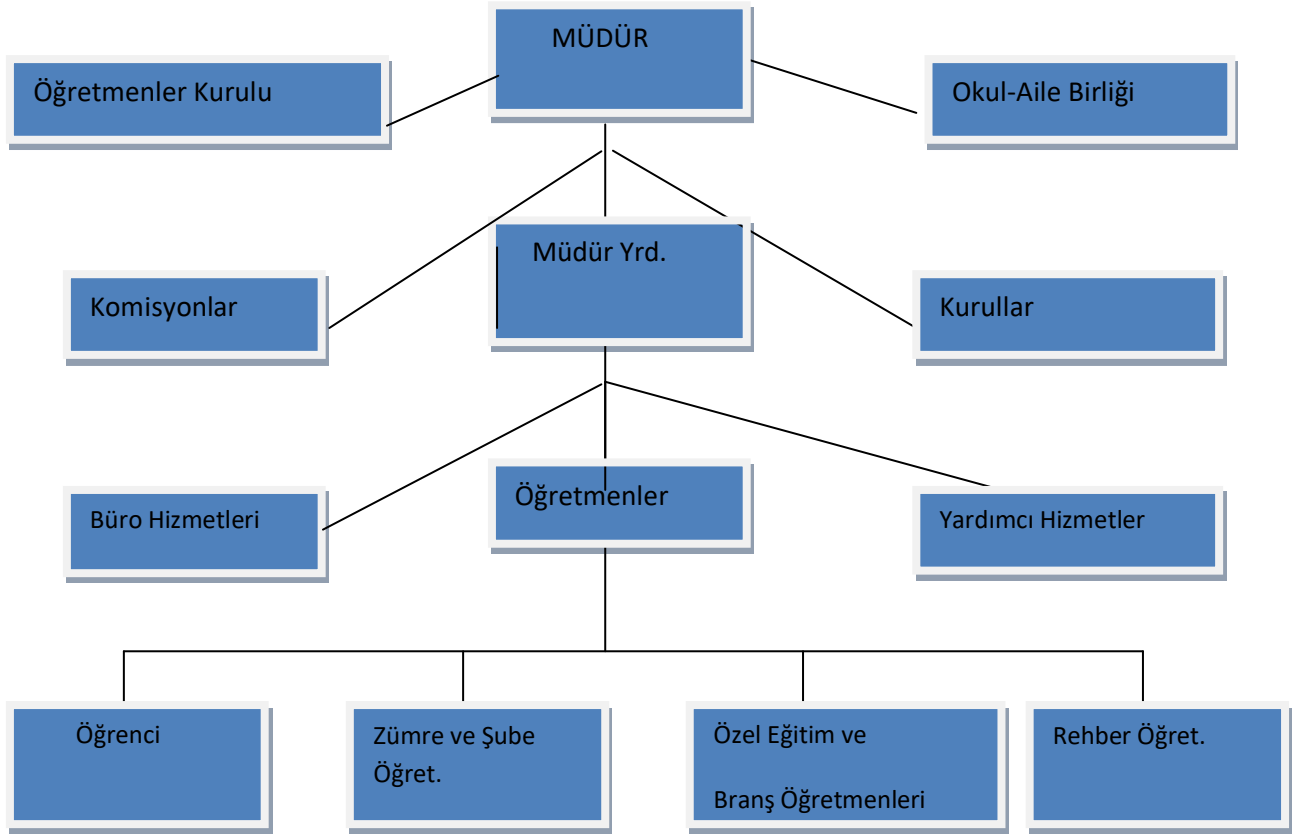 MÜDÜR
Öğretmenler Kurulu
Okul-Aile Birliği
Müdür Yrd.
Komisyonlar
Kurullar
Büro Hizmetleri
Öğretmenler
Yardımcı Hizmetler
Öğrenci
Zümre ve Şube
Öğret.
Özel Eğitim ve
Branş Öğretmenleri
Rehber Öğret.